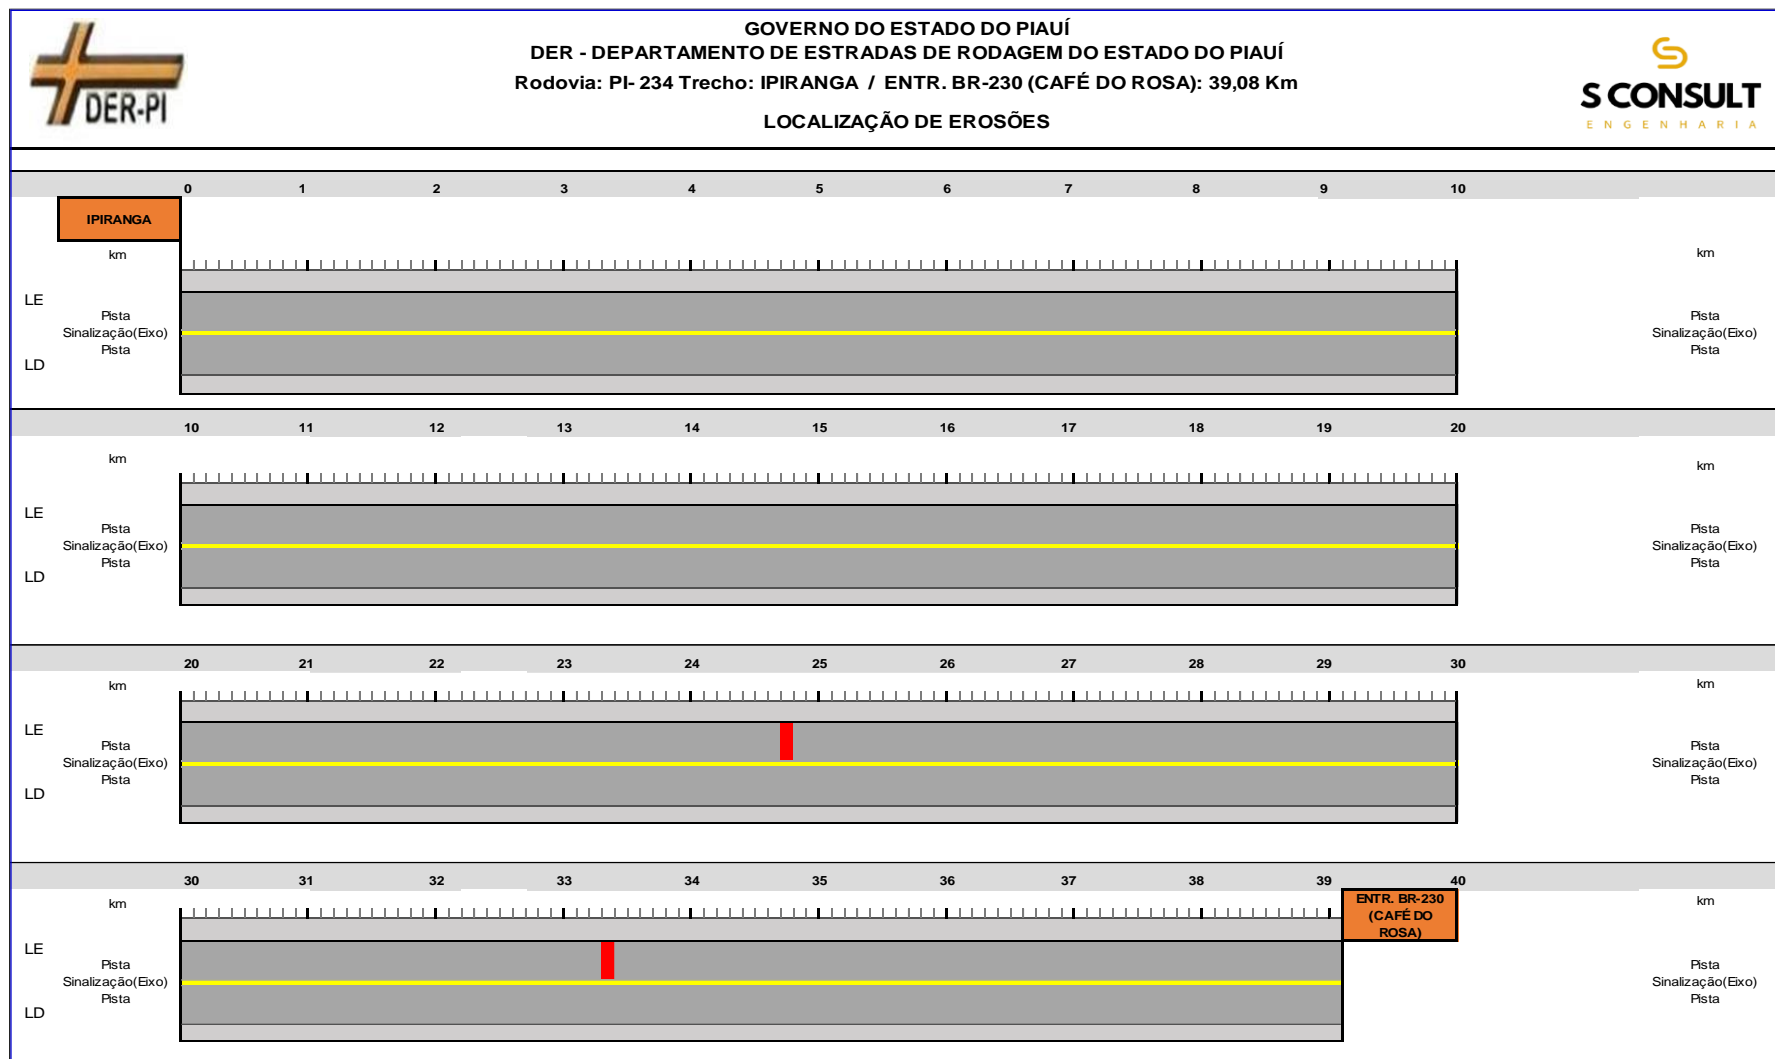 GOVERNO DO ESTADO DO PIAUÍ
DER - DEPARTAMENTO DE ESTRADAS DE RODAGEM DO ESTADO DO PIAUÍ
Rodovia: PI- 234 Trecho: IPIRANGA / ENTR. BR-230 (CAFÉ DO ROSA): 39,08 Km
LOCALIZAÇÃO DE EROSÕES
DER-PI
S CONSULT
ENGENHARIA
0 1 2 3 4 5 6 7 8 9 10
IPIRANGA
km km
LE
Pista Pista
Sinalização(Eixo) Sinalização(Eixo)
Pista Pista
LD
10 11 12 13 14 15 16 17 18 19 20
km km
LE
Pista Pista
Sinalização(Eixo) Sinalização(Eixo)
Pista Pista
LD
20 21 22 23 24 25 26 27 28 29 30
km km
LE
Pista Pista
Sinalização(Eixo) Sinalização(Eixo)
Pista Pista
LD
30 31 32 33 34 35 36 37 38 39 40
ENTR. BR-230
(CAFÉ DO
ROSA)
km km
LE
Pista Pista
Sinalização(Eixo) Sinalização(Eixo)
Pista Pista
LD